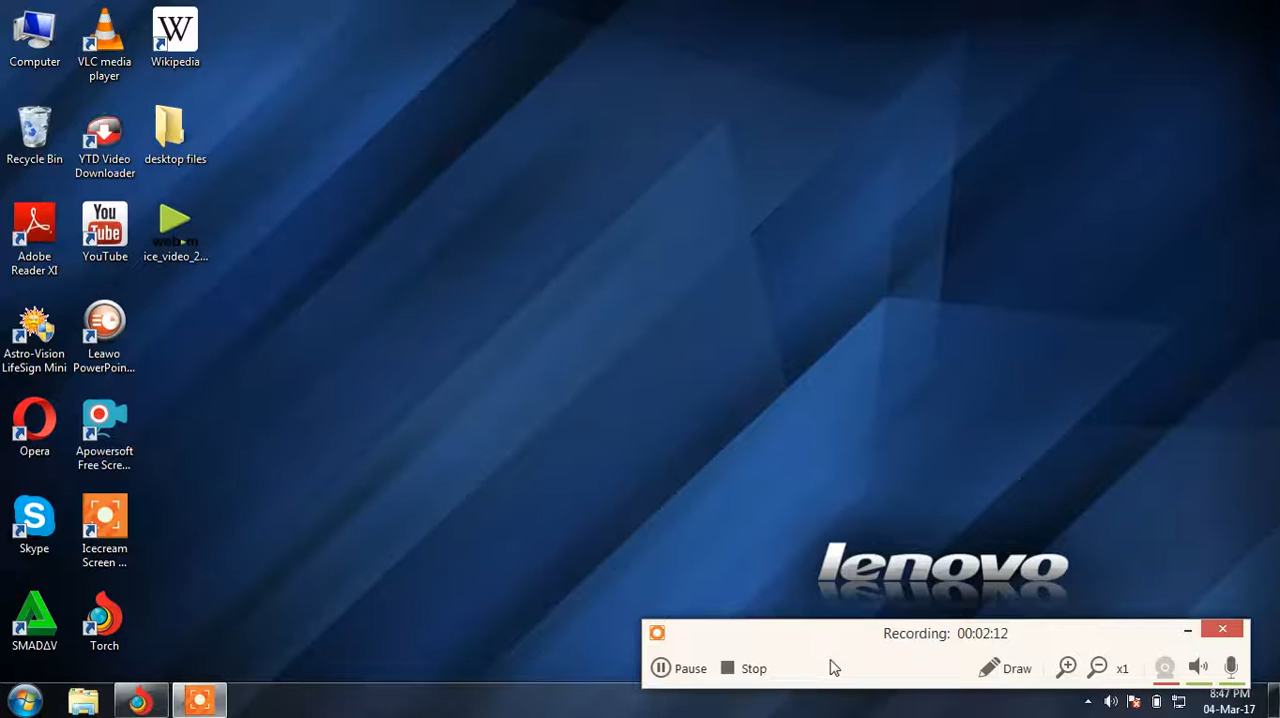 Computer
VLC media
player
W
Wikipedia
Recycle Bin
YTD Video
Downloader
desktop files
Adobe
Reader XI
You
Tube
YouTube
ice_video_2...
Astro-Vision
LifeSign Mini
Leawo
PowerPoin...
Opera
Apowersoft
Free Scre...
S
Skype
Icecream
Screen ...
SMADΔV
Torch
lenovo
Recording: 00:02:12
Pause
Stop
Draw
x1
8:47 PM
04-Mar-17